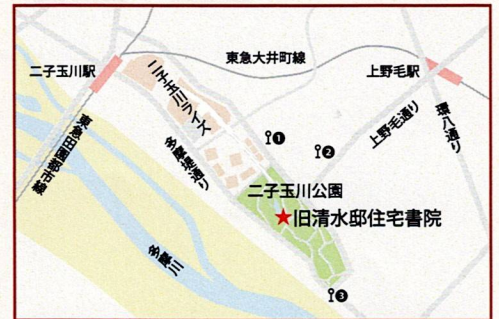 東急大井町線
二子玉川駅
上野毛駅
二子玉川ライズ
環八通り
上野毛通り
❶
❷
東急田園都市線
多摩堤通り
二子玉川公園
★旧清水邸住宅書院
多摩川
❸